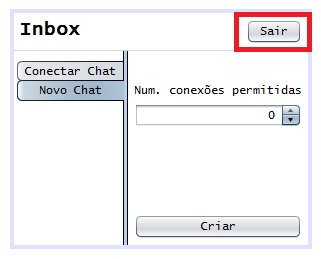 Inbox
Sair
Conectar Chat
Novo Chat
Num. conexões permitidas
0
Criar